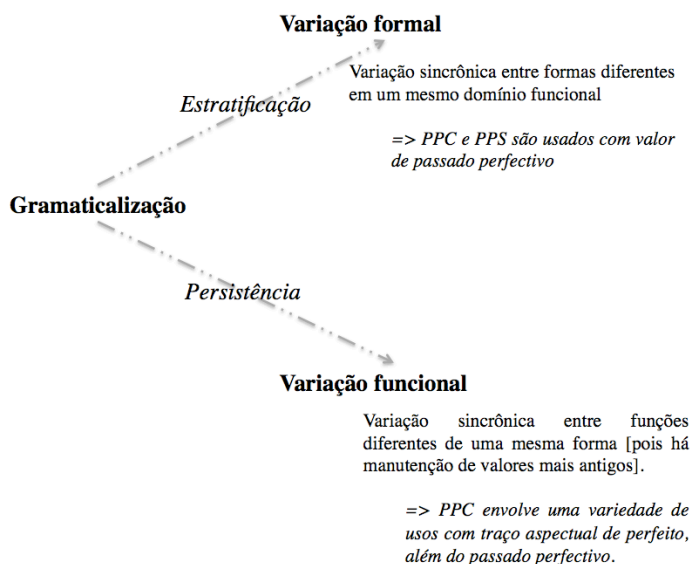 Variação formal
Variação sincrônica entre formas diferentes
em um mesmo domínio funcional
Estratificação
=> PPC e PPS são usados com valor
de passado perfectivo
Gramaticalização
Persistência
Variação funcional
Variação sincrônica entre funções
diferentes de uma mesma forma [pois há
manutenção de valores mais antigos].
=> PPC envolve uma variedade de
usos com traço aspectual de perfeito,
além do passado perfectivo.